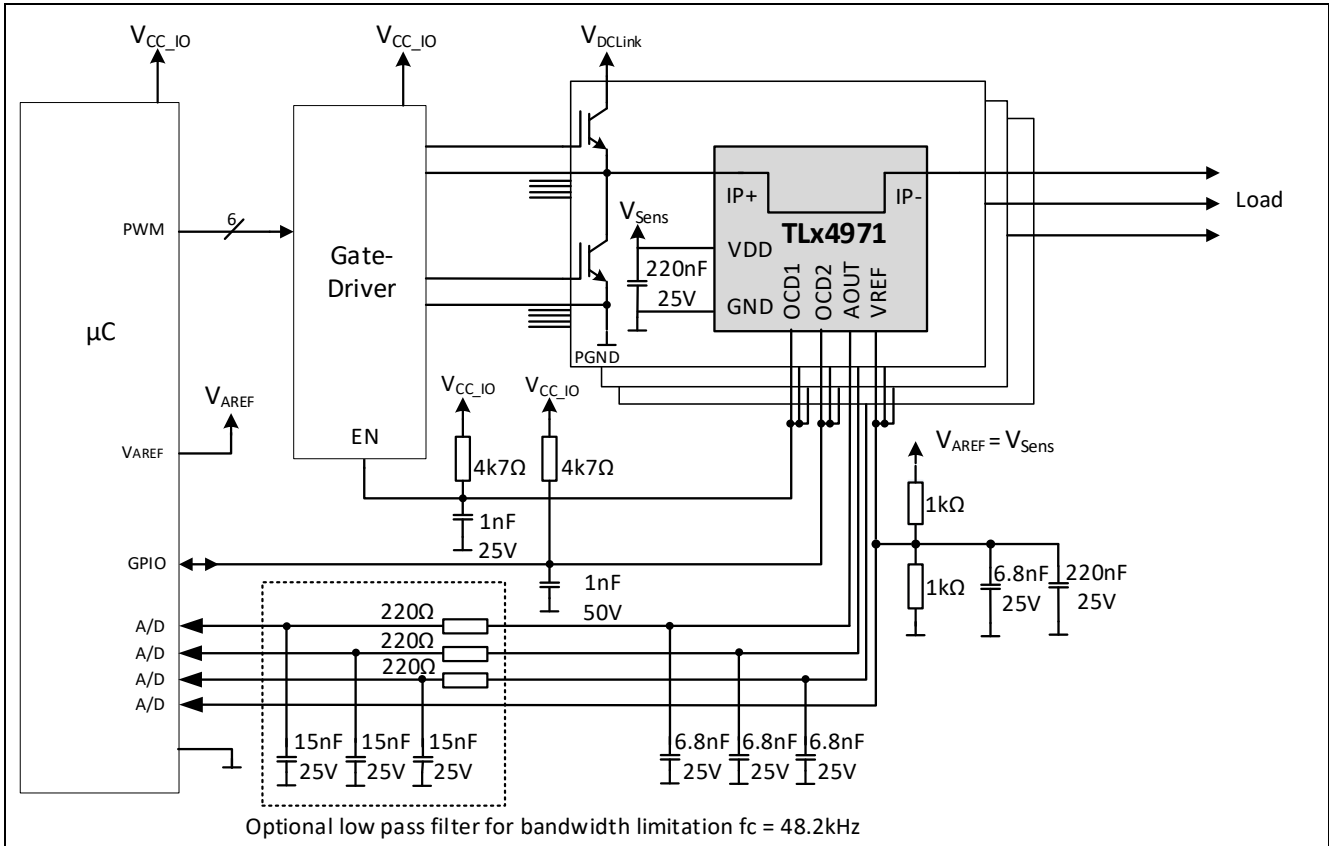 VCC_IO
VCC_IO
VDCLink
PWM
6
Gate-
Driver
µC
IP+
IP-
TLx4971
VSens
VDD
220nF
25V
GND
OCD1
OCD2
AOUT
VREF
PGND
Load
VAREF
VAREF
EN
VCC_IO
VCC_IO
4k7Ω
4k7Ω
1nF
25V
VAREF = VSens
1kΩ
1kΩ
6.8nF
25V
220nF
25V
GPIO
1nF
50V
A/D
220Ω
A/D
220Ω
A/D
220Ω
A/D
15nF
25V
15nF
25V
15nF
25V
6.8nF
25V
6.8nF
25V
6.8nF
25V
Optional low pass filter for bandwidth limitation fc = 48.2kHz